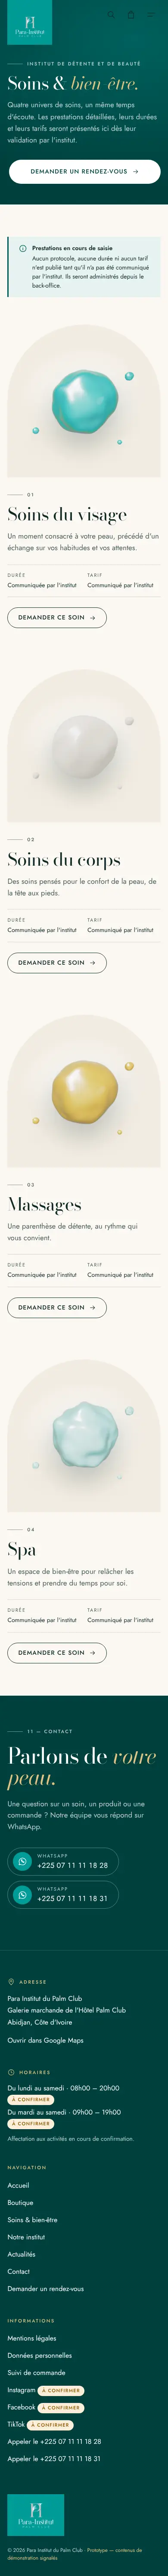 Para-Institut
INSTITUT DE DÉTENTE ET DE BEAUTÉ
Soins & bien-être.
Quatre univers de soins, un même temps
d'écoute. Les prestations détaillées, leurs durées
et leurs tarifs seront présentés ici dès leur
validation par l'institut.
DEMANDER UN RENDEZ-VOUS →
Prestations en cours de saisie
Aucun protocole, aucune durée ni aucun tarif
n'est publié tant qu'il n'a pas été communiqué
par l'institut. Ils seront administrés depuis le
back-office.
01
Soins du visage
Un moment consacré à votre peau, précédé d'un
échange sur vos habitudes et vos attentes.
DURÉE
TARIF
Communiquée par l'institut
Communiqué par l'institut
DEMANDER CE SOIN →
02
Soins du corps
Des soins pensés pour le confort de la peau, de
la tête aux pieds.
DURÉE
TARIF
Communiquée par l'institut
Communiqué par l'institut
DEMANDER CE SOIN →
03
Massages
Une parenthèse de détente, au rythme qui
vous convient.
DURÉE
TARIF
Communiquée par l'institut
Communiqué par l'institut
DEMANDER CE SOIN →
04
Spa
Un espace de bien-être pour relâcher les
tensions et prendre du temps pour soi.
DURÉE
TARIF
Communiquée par l'institut
Communiqué par l'institut
DEMANDER CE SOIN →
11 — CONTACT
Parlons de votre
peau.
Une question sur un soin, un produit ou une
commande ? Notre équipe vous répond sur
WhatsApp.
WHATSAPP
+225 07 11 11 18 28
WHATSAPP
+225 07 11 11 18 31
ADRESSE
Para Institut du Palm Club
Galerie marchande de l'Hôtel Palm Club
Abidjan, Côte d'Ivoire
Ouvrir dans Google Maps
HORAIRES
Du lundi au samedi · 08h00 – 20h00
À CONFIRMER
Du mardi au samedi · 09h00 – 19h00
À CONFIRMER
Affectation aux activités en cours de confirmation.
NAVIGATION
Accueil
Boutique
Soins & bien-être
Notre institut
Actualités
Contact
Demander un rendez-vous
INFORMATIONS
Mentions légales
Données personnelles
Suivi de commande
Instagram À CONFIRMER
Facebook À CONFIRMER
TikTok À CONFIRMER
Appeler le +225 07 11 11 18 28
Appeler le +225 07 11 11 18 31
Para-Institut
© 2026 Para Institut du Palm Club · Prototype — contenus de
démonstration signalés